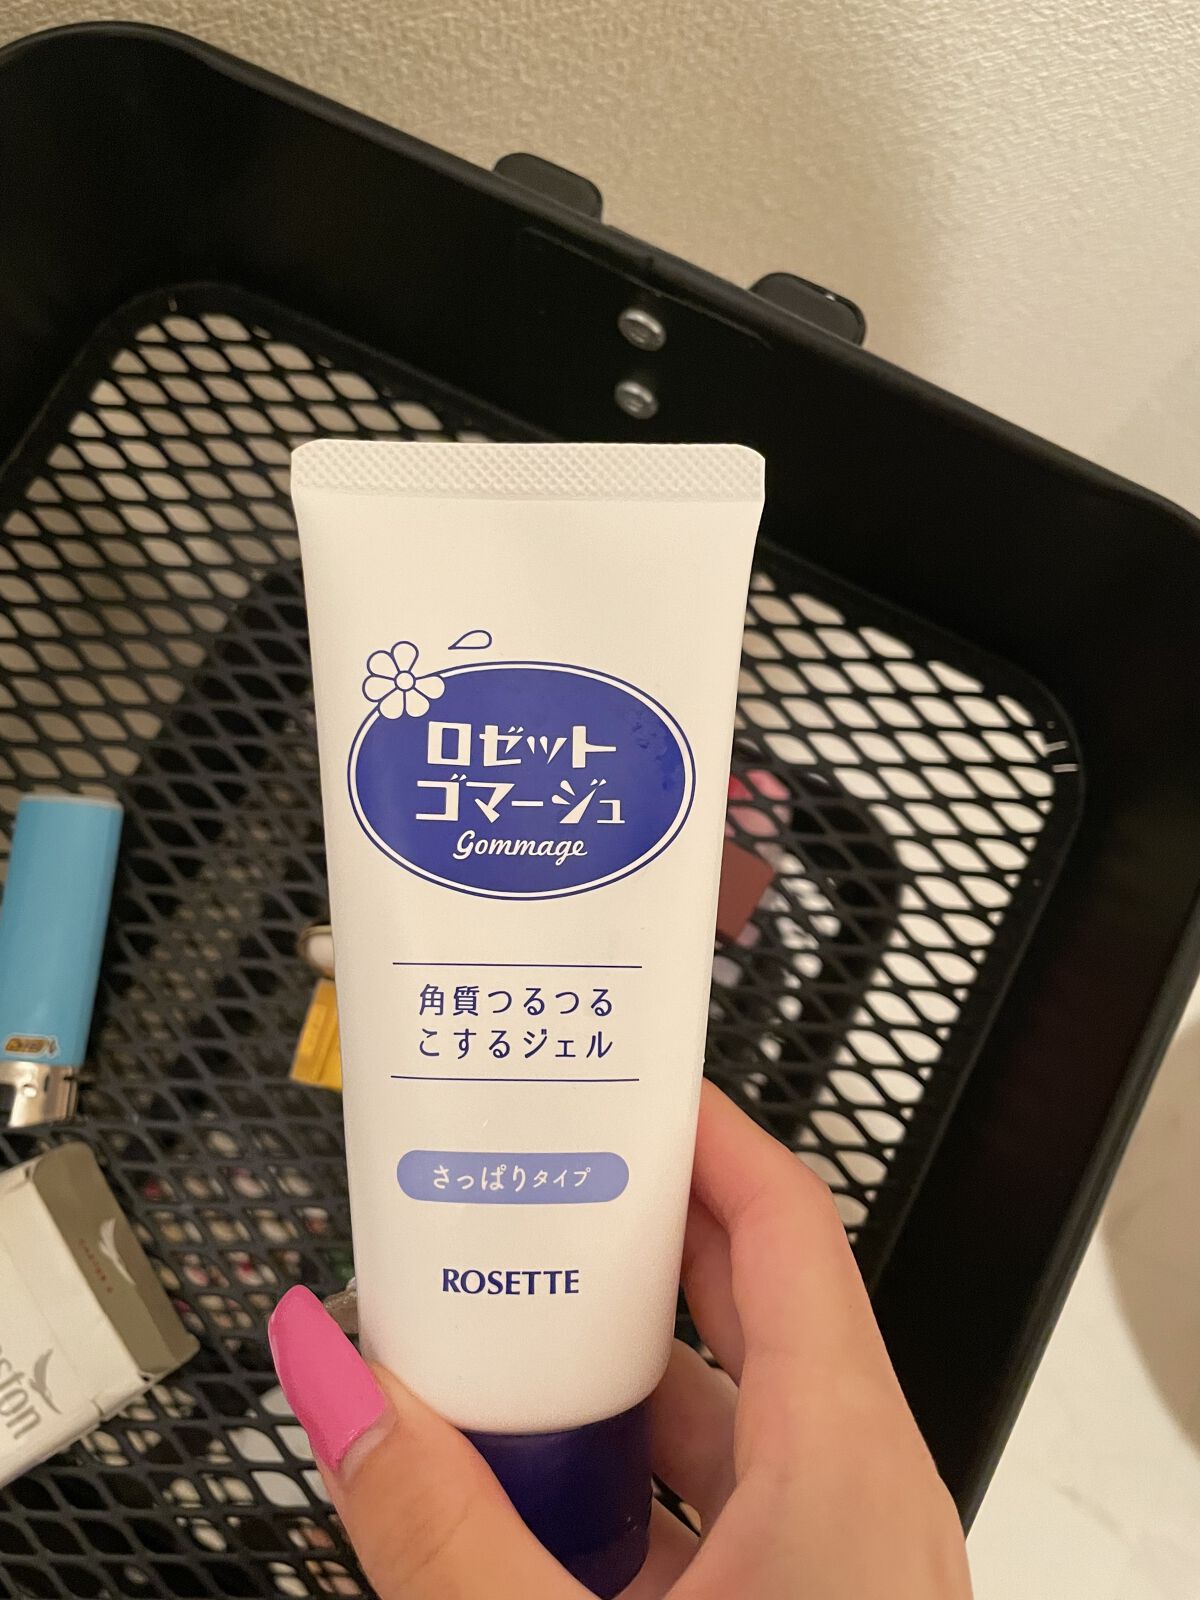 ロゼット
ゴマージュ
Gommage
角質つるつる
こするジェル
さっぱりタイプ
ROSETTE